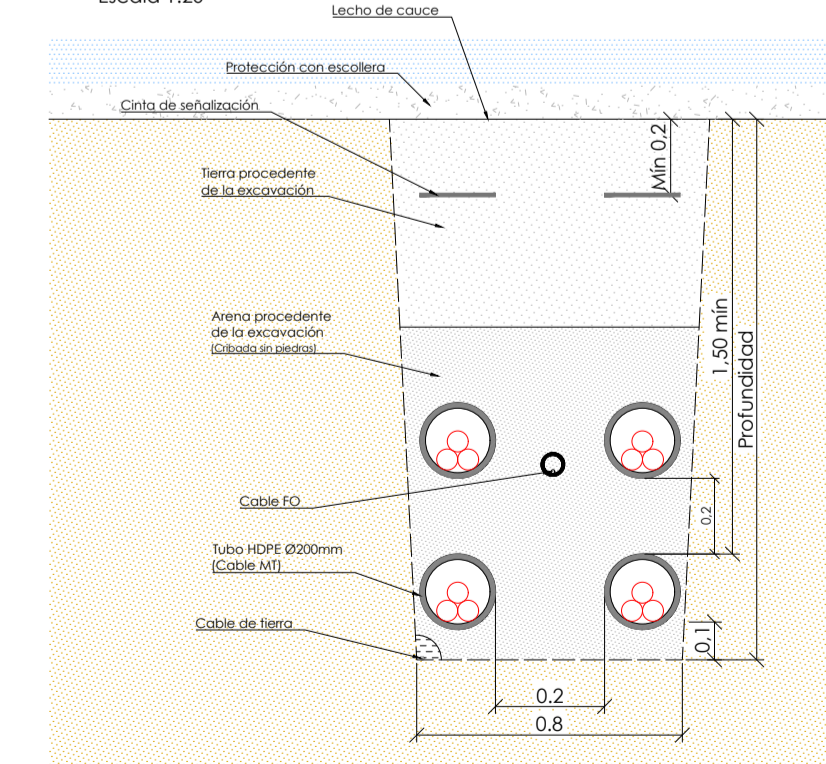 Lecho de cauce
Protección con escollera
Cinta de señalización
Mín 0,2
Tierra procedente
de la excavación
Arena procedente
de la excavación
(Cribada sin piedras)
1,50 mín
Profundidad
Cable FO
0,2
Tubo HDPE Ø200mm
(Cable MT)
Cable de tierra
0,1
0.2
0.8